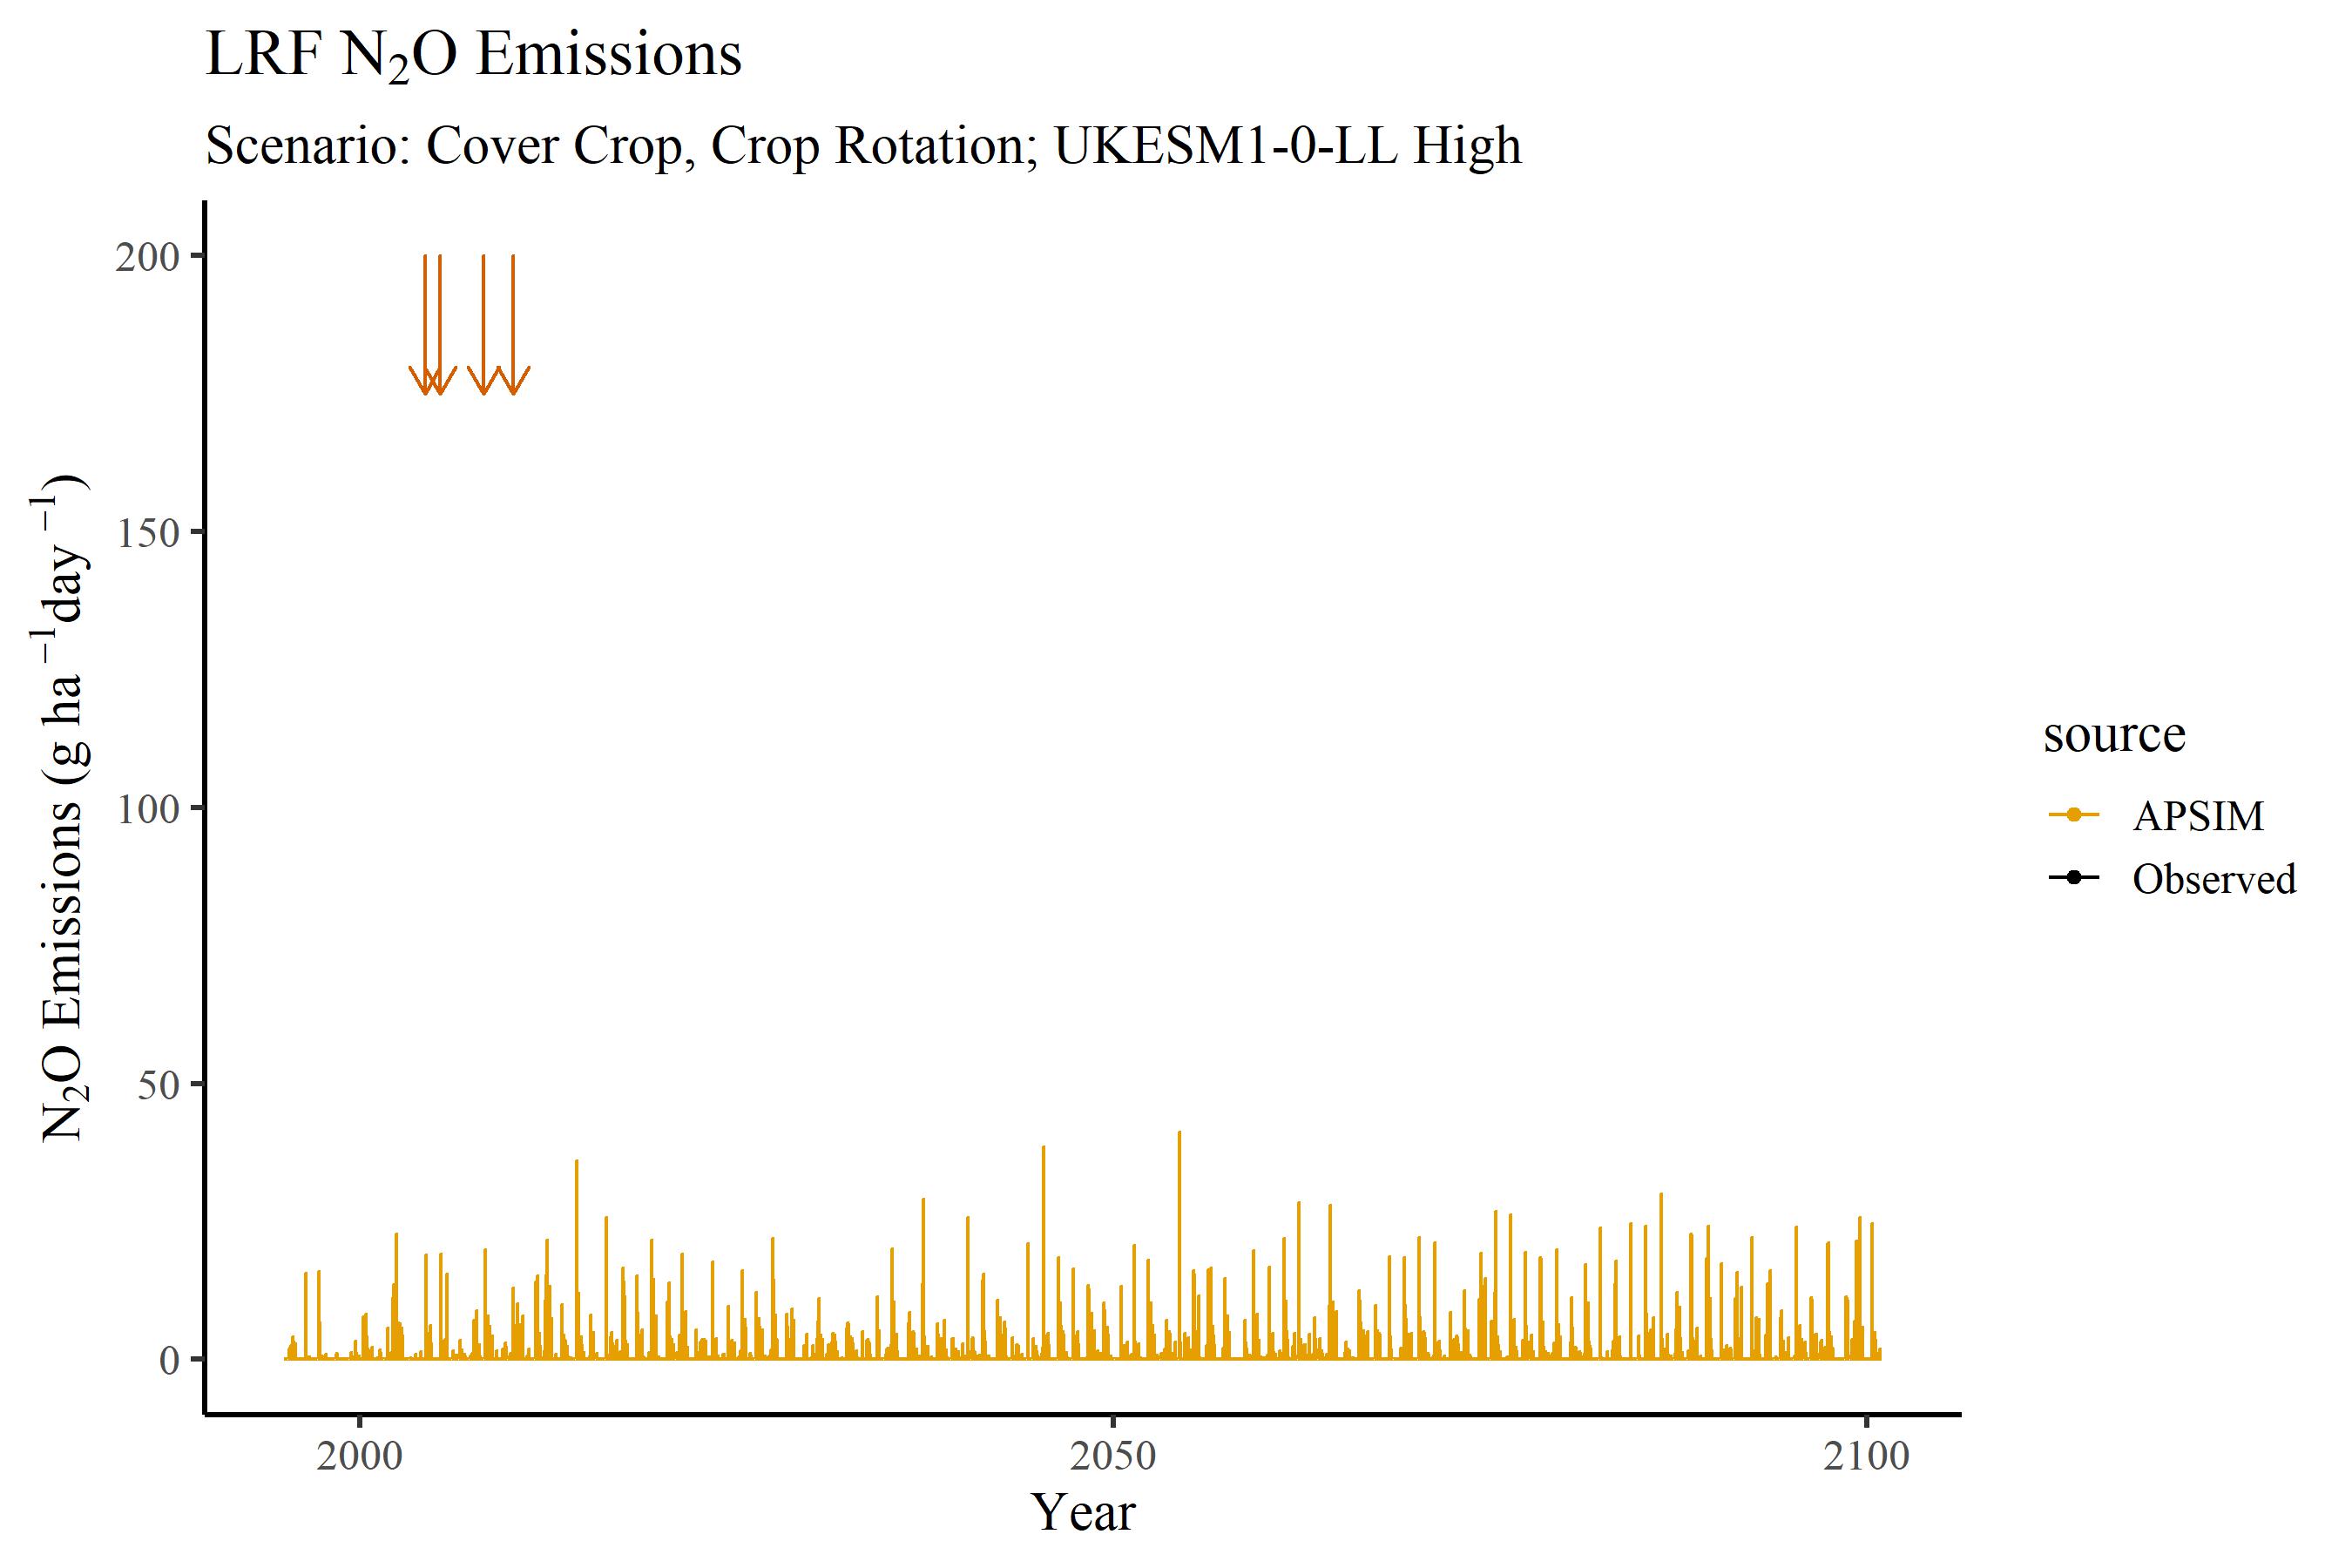 LRF N₂O Emissions
Scenario: Cover Crop, Crop Rotation; UKESM1-0-LL High
N₂O Emissions (g ha ⁻¹day ⁻¹)
200
150
100
50
0
2000
2050
2100
Year
source
APSIM
Observed